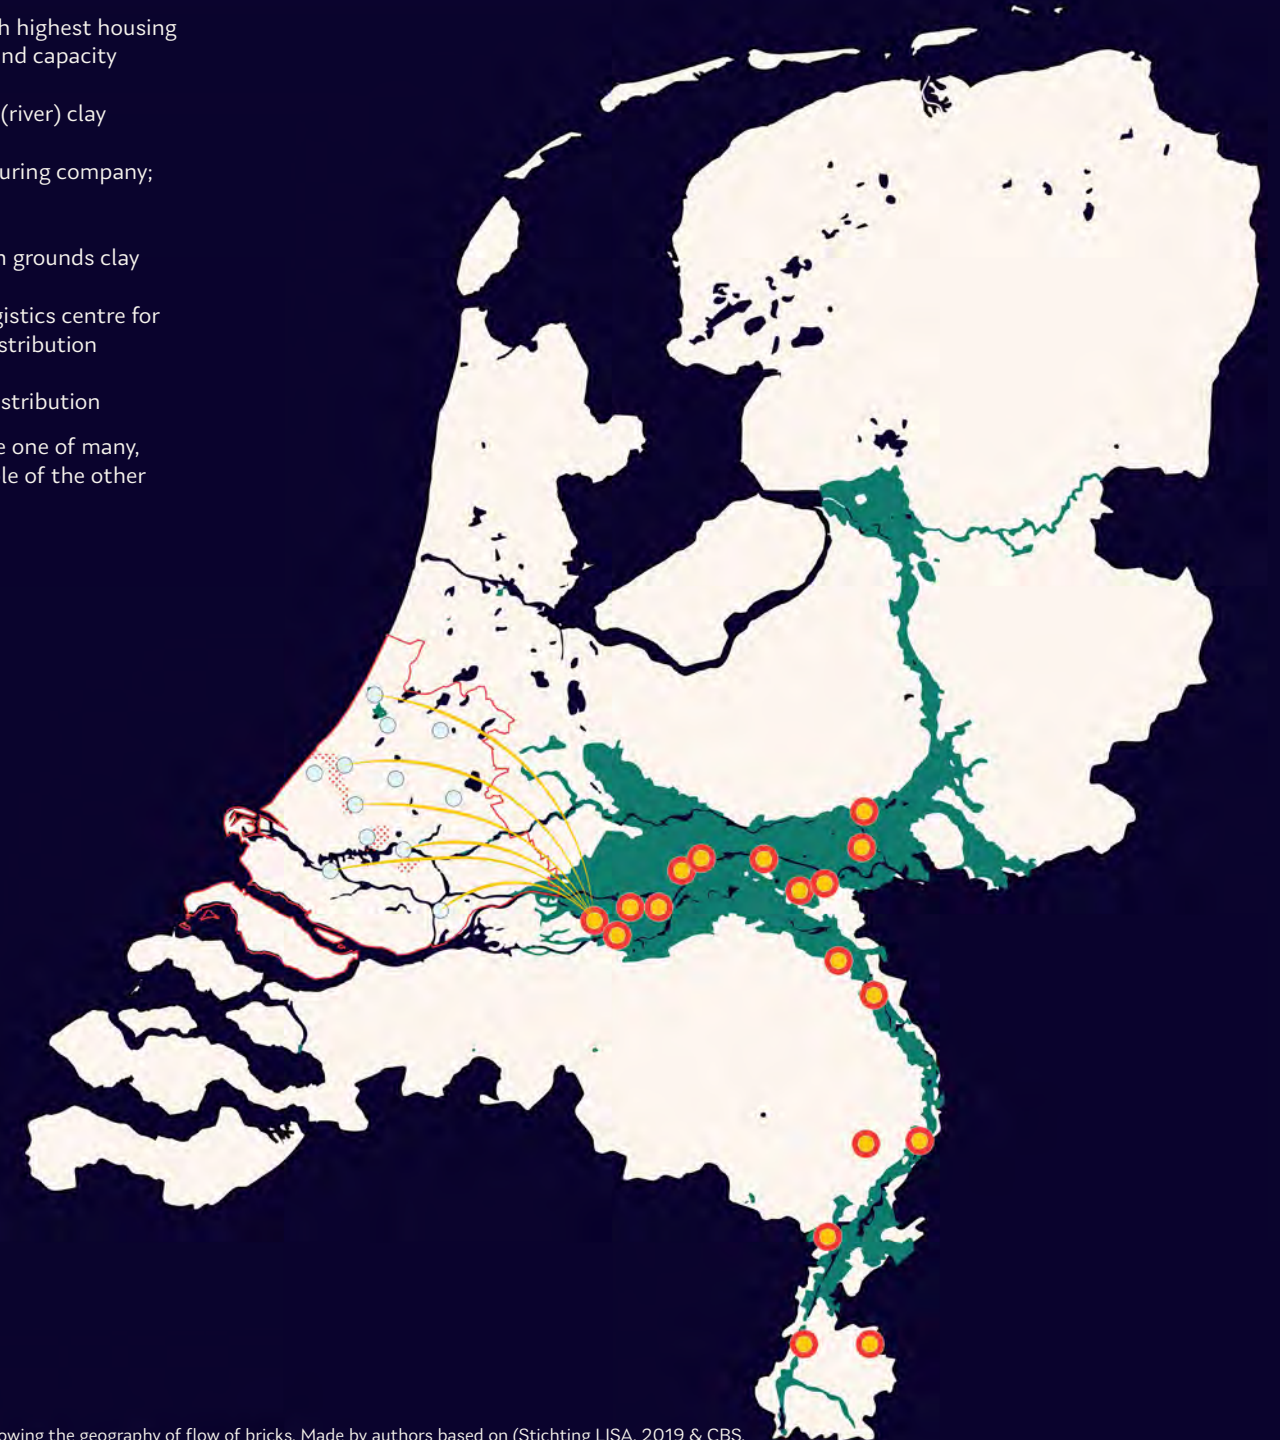 h highest housing
nd capacity
(river) clay
uring company;
n grounds clay
gistics centre for
stribution
stribution
e one of many,
le of the other
owing the geography of flow of bricks. Made by authors based on (Stichting LISA, 2019 & CBS,